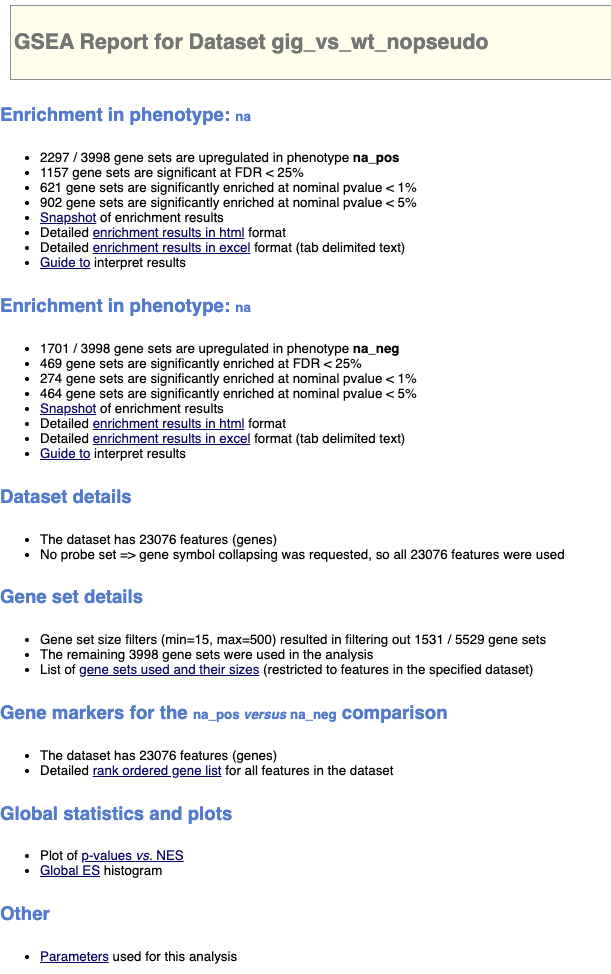 GSEA Report for Dataset gig_vs_wt_nopseudo
Enrichment in phenotype: na
• 2297 / 3998 gene sets are upregulated in phenotype na_pos
• 1157 gene sets are significant at FDR < 25%
• 621 gene sets are significantly enriched at nominal pvalue < 1%
• 902 gene sets are significantly enriched at nominal pvalue < 5%
• Snapshot of enrichment results
• Detailed enrichment results in html format
• Detailed enrichment results in excel format (tab delimited text)
• Guide to interpret results
Enrichment in phenotype: na
• 1701 / 3998 gene sets are upregulated in phenotype na_neg
• 469 gene sets are significantly enriched at FDR < 25%
• 274 gene sets are significantly enriched at nominal pvalue < 1%
• 464 gene sets are significantly enriched at nominal pvalue < 5%
• Snapshot of enrichment results
• Detailed enrichment results in html format
• Detailed enrichment results in excel format (tab delimited text)
• Guide to interpret results
Dataset details
• The dataset has 23076 features (genes)
• No probe set => gene symbol collapsing was requested, so all 23076 features were used
Gene set details
• Gene set size filters (min=15, max=500) resulted in filtering out 1531 / 5529 gene sets
• The remaining 3998 gene sets were used in the analysis
• List of gene sets used and their sizes (restricted to features in the specified dataset)
Gene markers for the na_pos versus na_neg comparison
• The dataset has 23076 features (genes)
• Detailed rank ordered gene list for all features in the dataset
Global statistics and plots
• Plot of p-values vs. NES
• Global ES histogram
Other
• Parameters used for this analysis